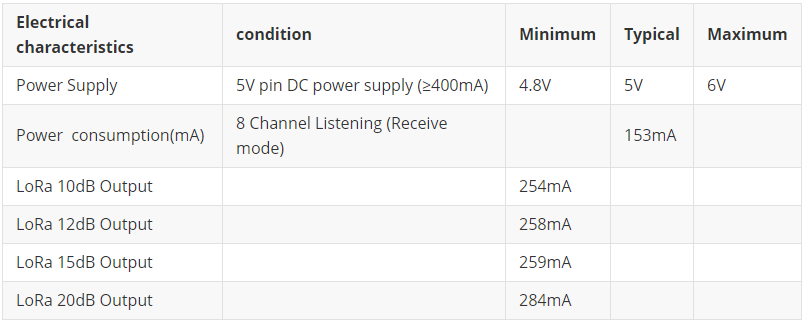 Electrical characteristics condition Minimum Typical Maximum
Power Supply 5V pin DC power supply (≥400mA) 4.8V 5V 6V
Power consumption(mA) 8 Channel Listening (Receive mode) 153mA
LoRa 10dB Output 254mA
LoRa 12dB Output 258mA
LoRa 15dB Output 259mA
LoRa 20dB Output 284mA